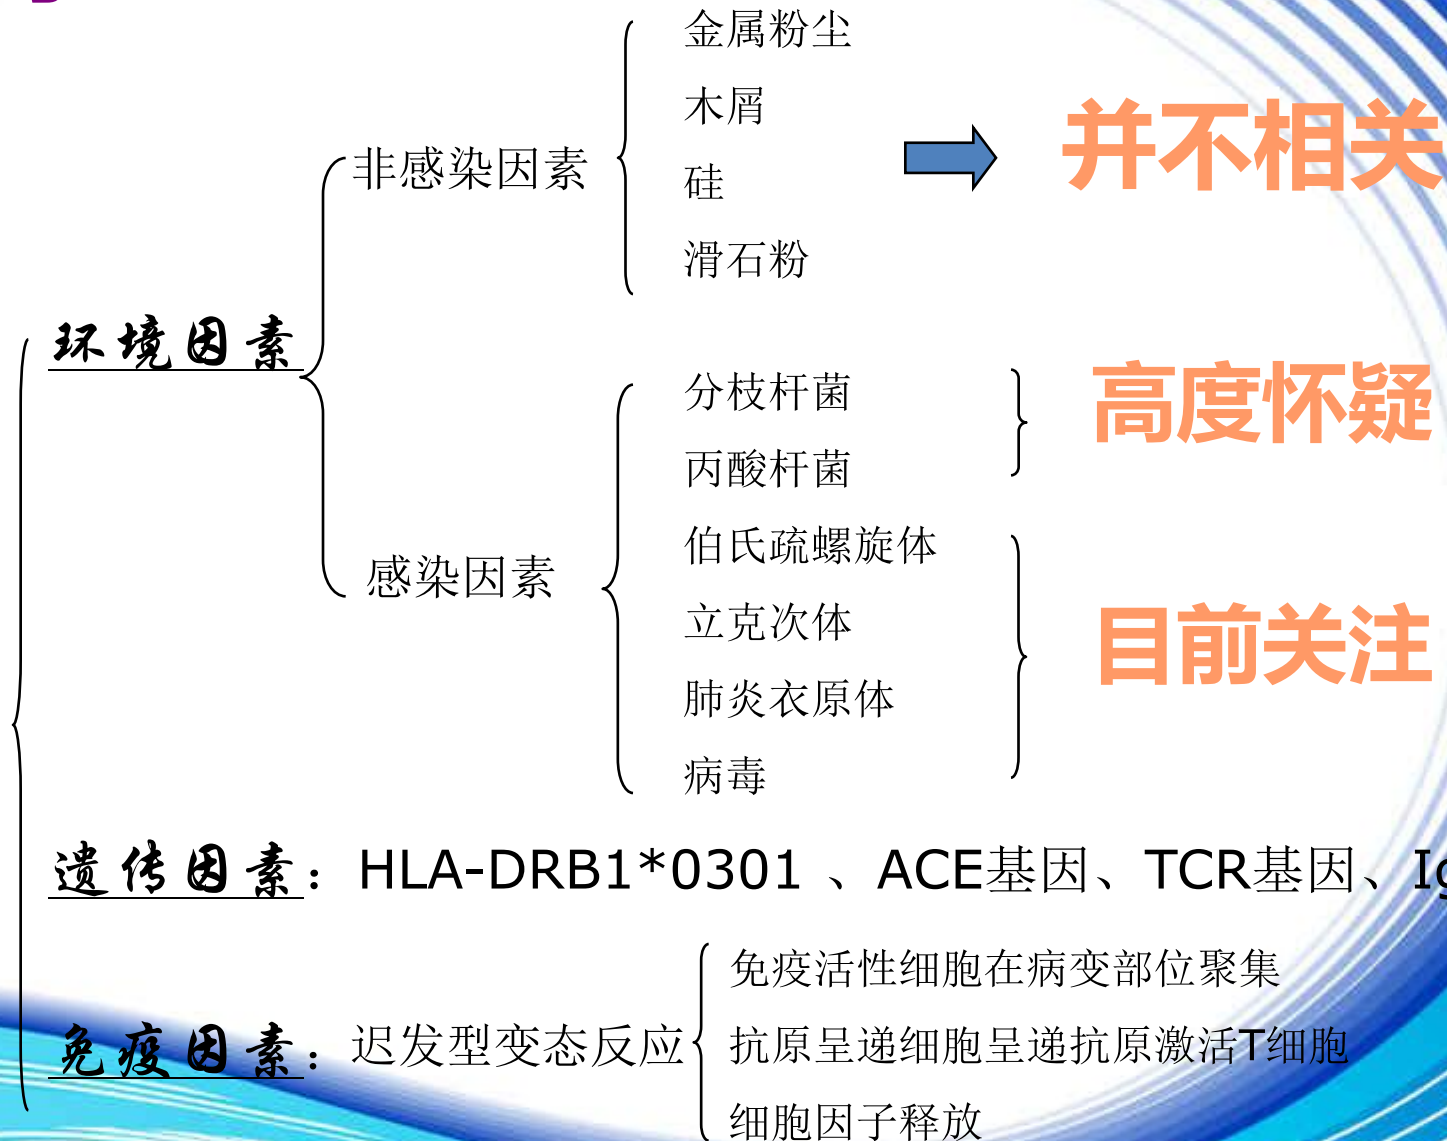 金属粉尘
木屑
非感染因素
并不相关
硅
滑石粉
环境因素
分枝杆菌
高度怀疑
丙酸杆菌
伯氏疏螺旋体
感染因素
立克次体
目前关注
肺炎衣原体
病毒
遗传因素：HLA-DRB1*0301 、ACE基因、TCR基因、Ig
免疫活性细胞在病变部位聚集
免疫因素：迟发型变态反应
抗原呈递细胞呈递抗原激活T细胞
细胞因子释放